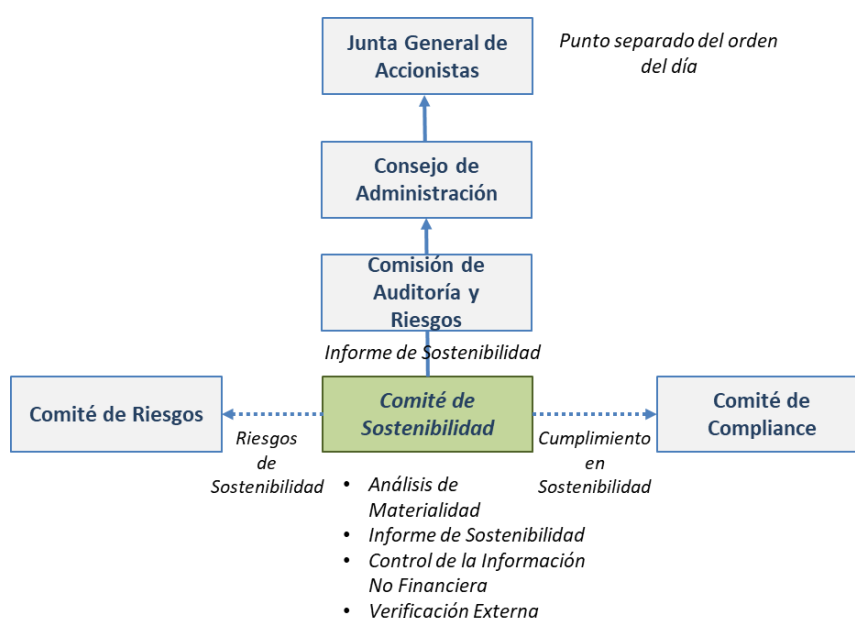 Junta General de
Accionistas
Punto separado del orden
del día
Consejo de
Administración
Comisión de
Auditoría y
Riesgos
Informe de Sostenibilidad
Comité de Riesgos
Comité de
Sostenibilidad
Comité de
Compliance
Riesgos
de
Sostenibilidad
Cumplimiento
en
Sostenibilidad
• Análisis de
Materialidad
• Informe de Sostenibilidad
• Control de la Información
No Financiera
• Verificación Externa